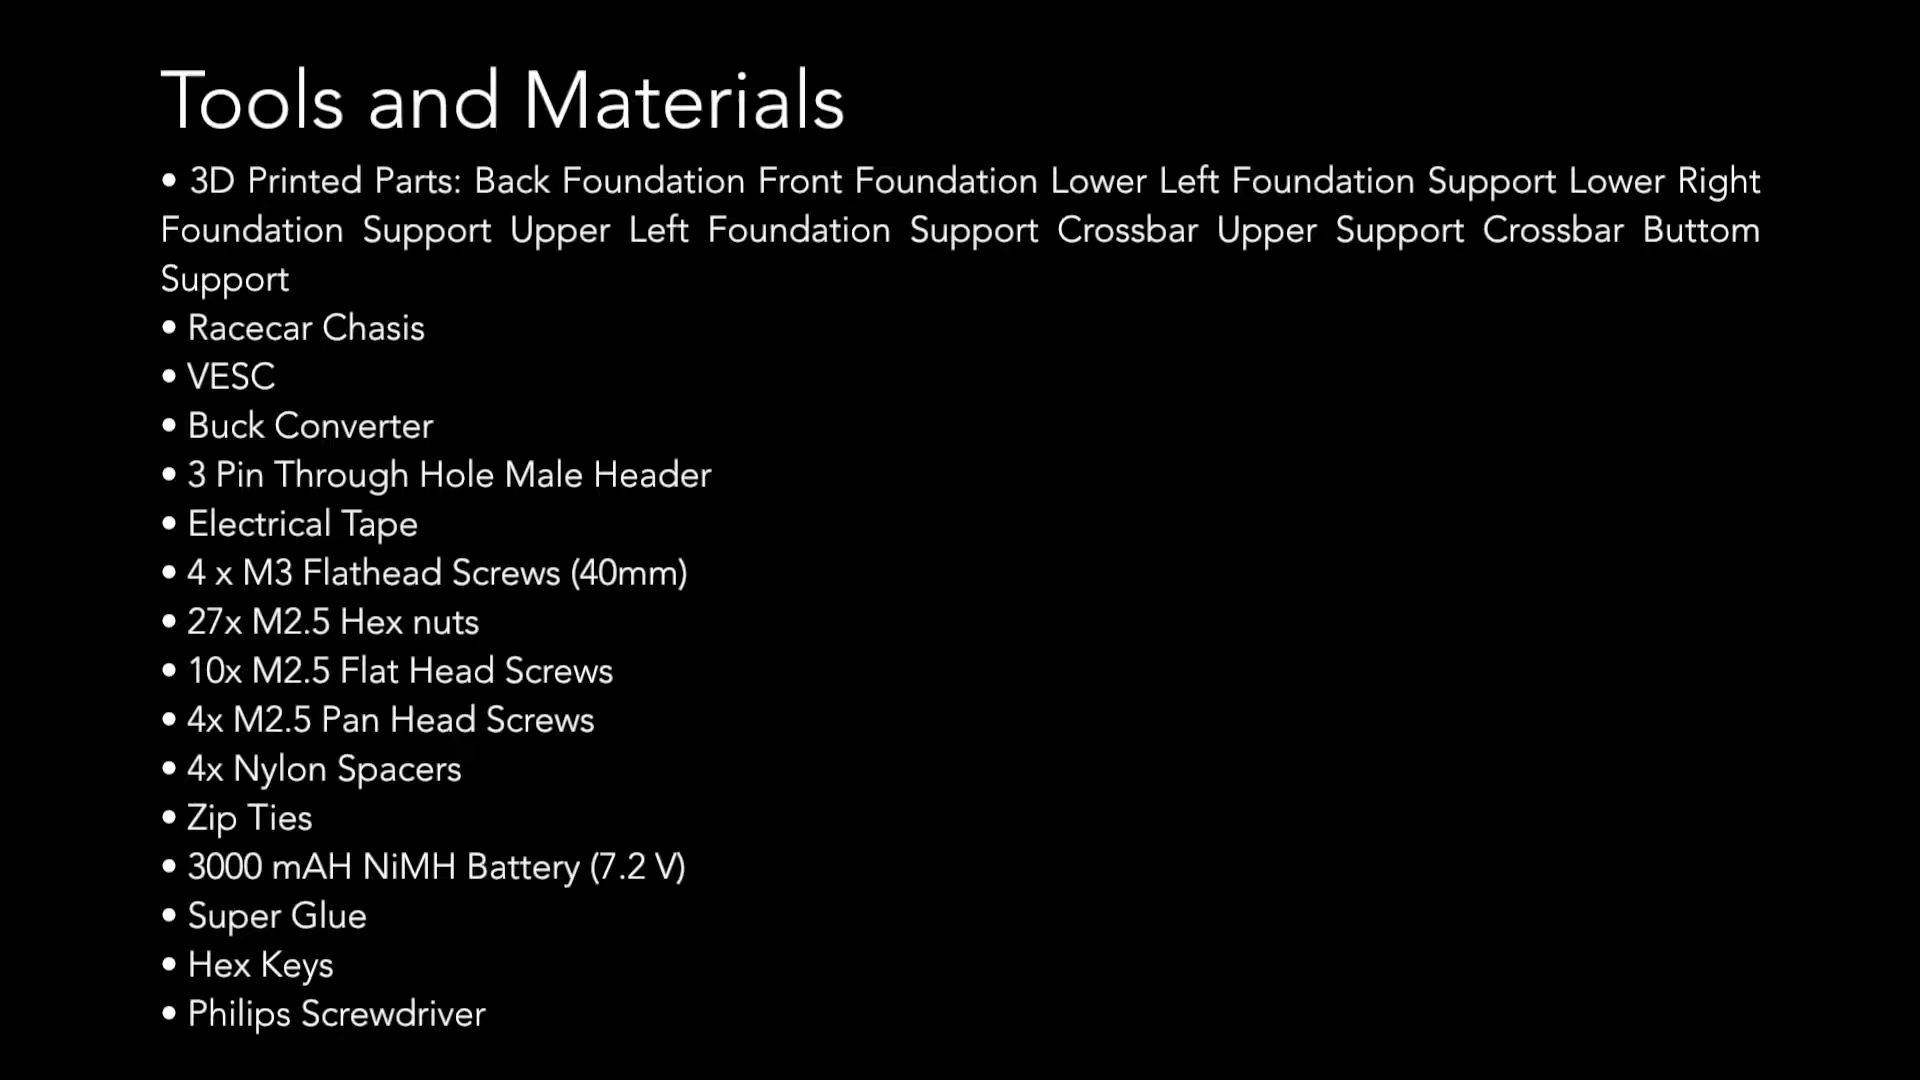 Tools and Materials
• 3D Printed Parts: Back Foundation Front Foundation Lower Left Foundation Support Lower Right
Foundation Support Upper Left Foundation Support Crossbar Upper Support Crossbar Buttom
Support
• Racecar Chasis
• VESC
• Buck Converter
• 3 Pin Through Hole Male Header
• Electrical Tape
• 4 x M3 Flathead Screws (40mm)
• 27x M2.5 Hex nuts
• 10x M2.5 Flat Head Screws
• 4x M2.5 Pan Head Screws
• 4x Nylon Spacers
• Zip Ties
• 3000 mAH NiMH Battery (7.2 V)
• Super Glue
• Hex Keys
• Philips Screwdriver